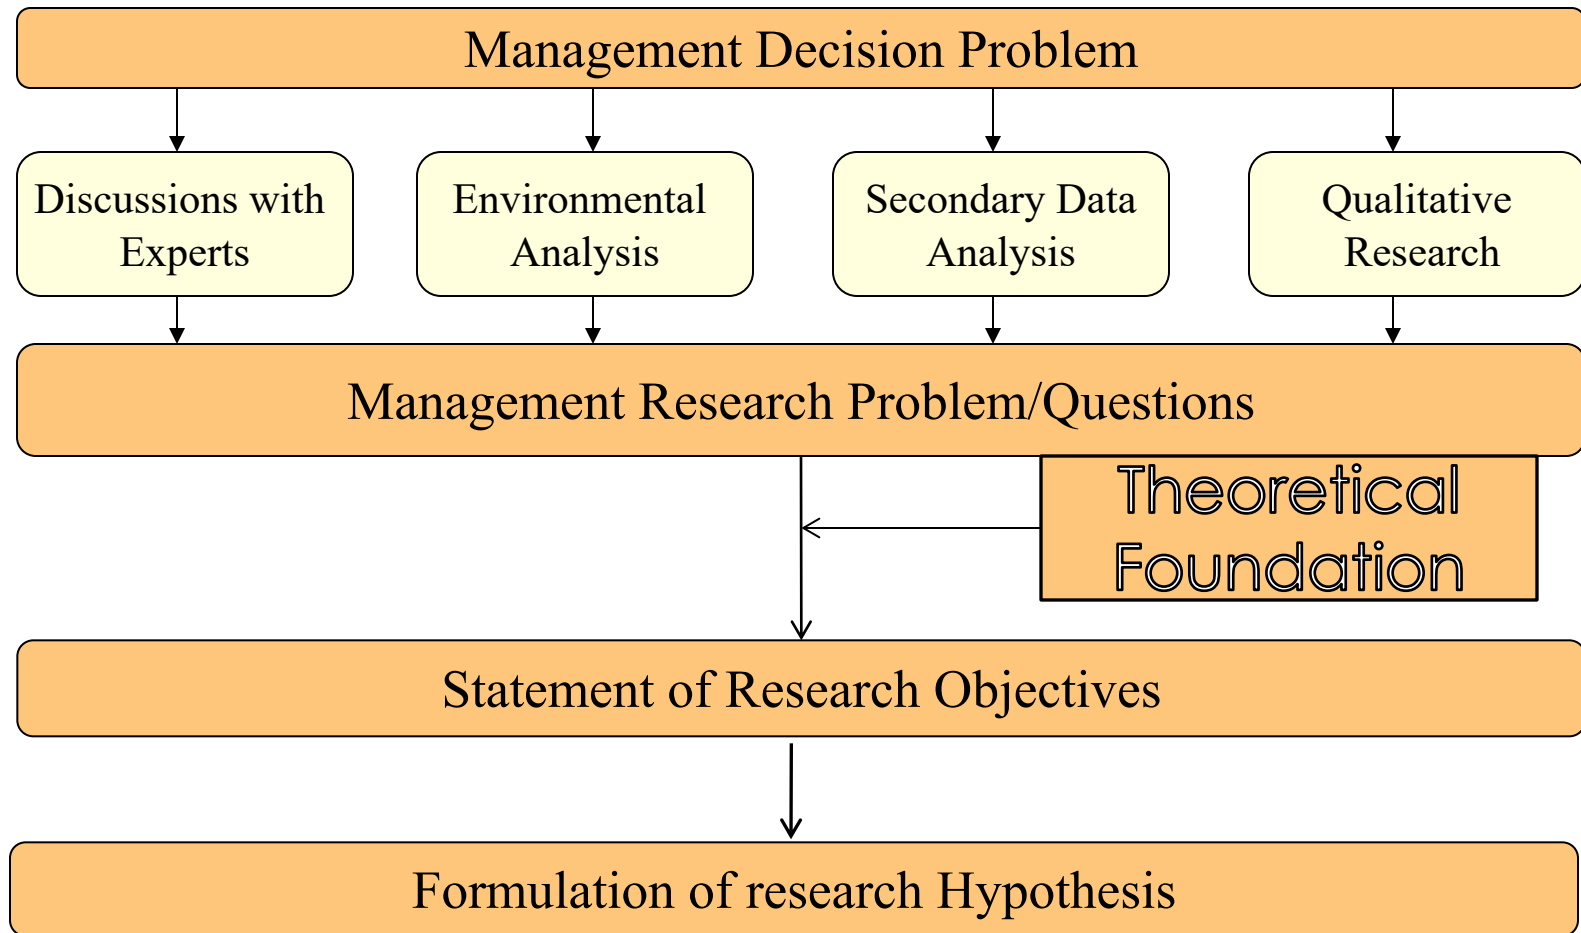 Management Decision Problem
Discussions with
Experts
Environmental
Analysis
Secondary Data
Analysis
Qualitative
Research
Management Research Problem/Questions
Theoretical
Foundation
Statement of Research Objectives
Formulation of research Hypothesis